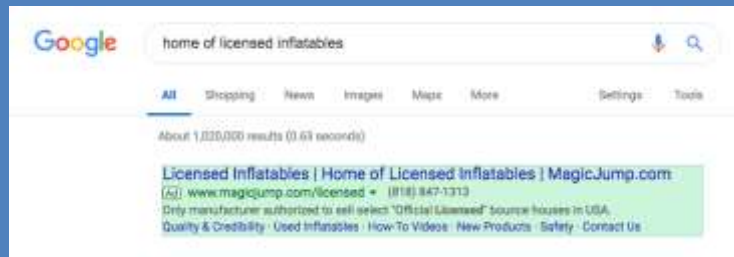 Google
home of licensed inflatables
All Shopping News Images Maps More Settings Tools
About 1,020,000 results (0.63 seconds)
Licensed Inflatables | Home of Licensed Inflatables | MagicJump.com
Ad www.magicjump.com/licensed (818) 847-1313
Only manufacturer authorized to sell select "Official Licensed" bounce houses in USA.
Quality & Credibility · Used Inflatables · How-To Videos · New Products · Safety · Contact Us